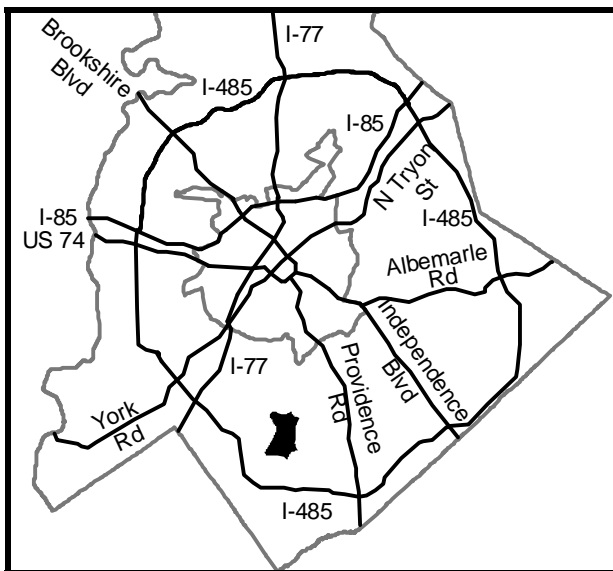 I-77
Brookshire
Blvd
I-485
I-85
N Tryon
St
I-85
US 74
I-485
Albemarle
Rd
Independence
Blvd
Providence
Rd
I-77
York
Rd
I-485